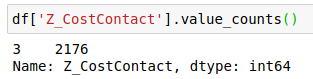 df['Z_CostContact'].value_counts()
3    2176
Name: Z_CostContact, dtype: int64